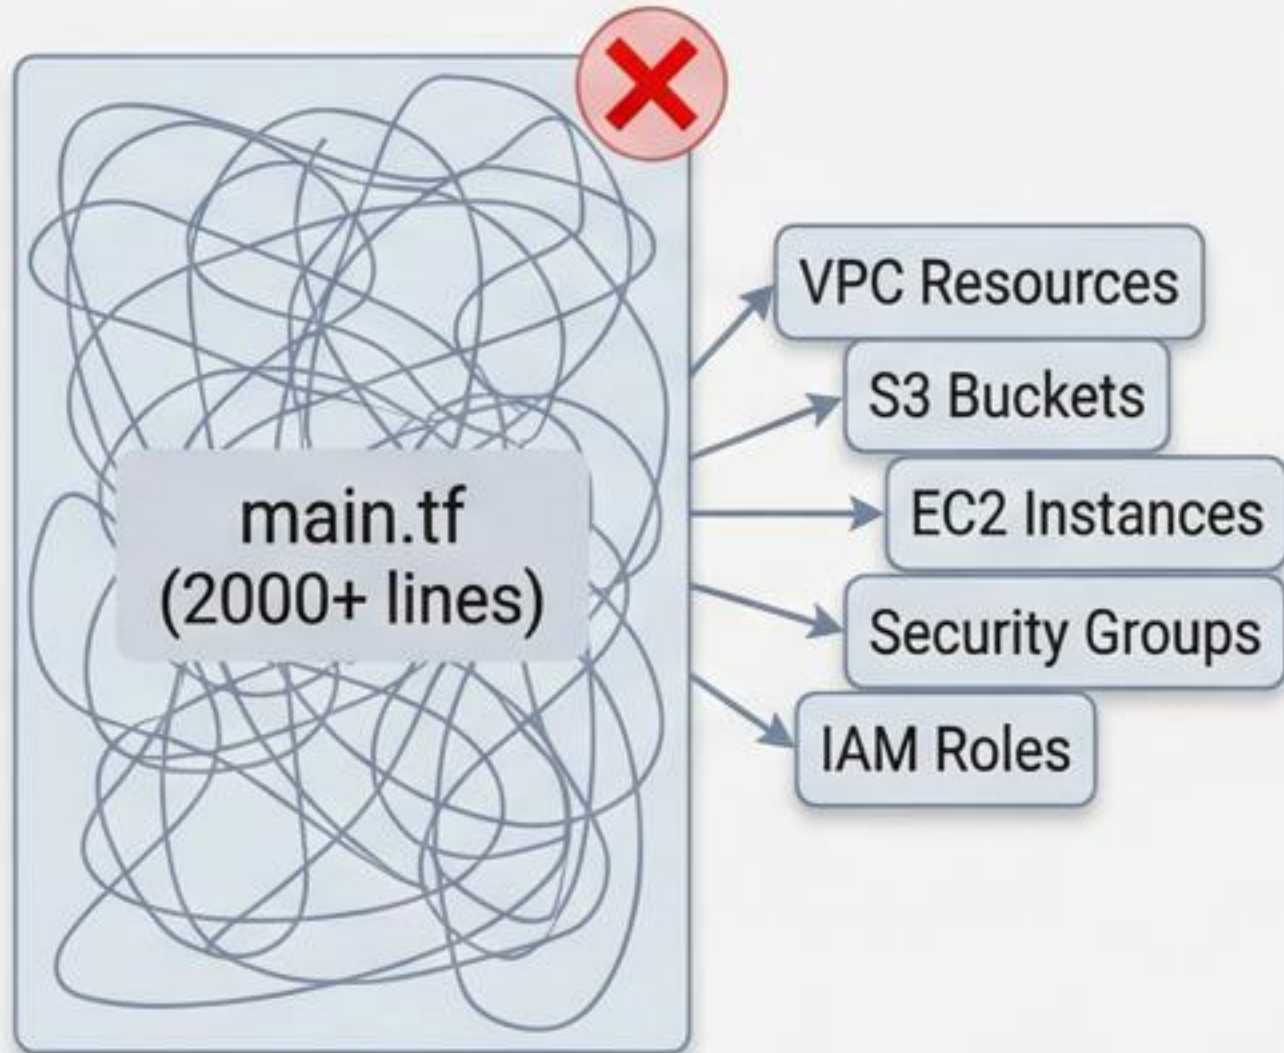 main.tf
(2000+ lines)
VPC Resources
S3 Buckets
EC2 Instances
Security Groups
IAM Roles